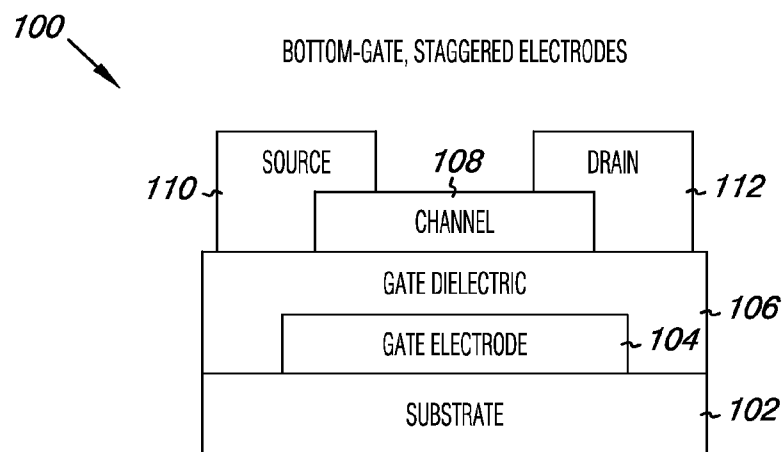 100
BOTTOM-GATE, STAGGERED ELECTRODES
SOURCE
108
DRAIN
110
112
CHANNEL
GATE DIELECTRIC
106
GATE ELECTRODE
104
SUBSTRATE
102